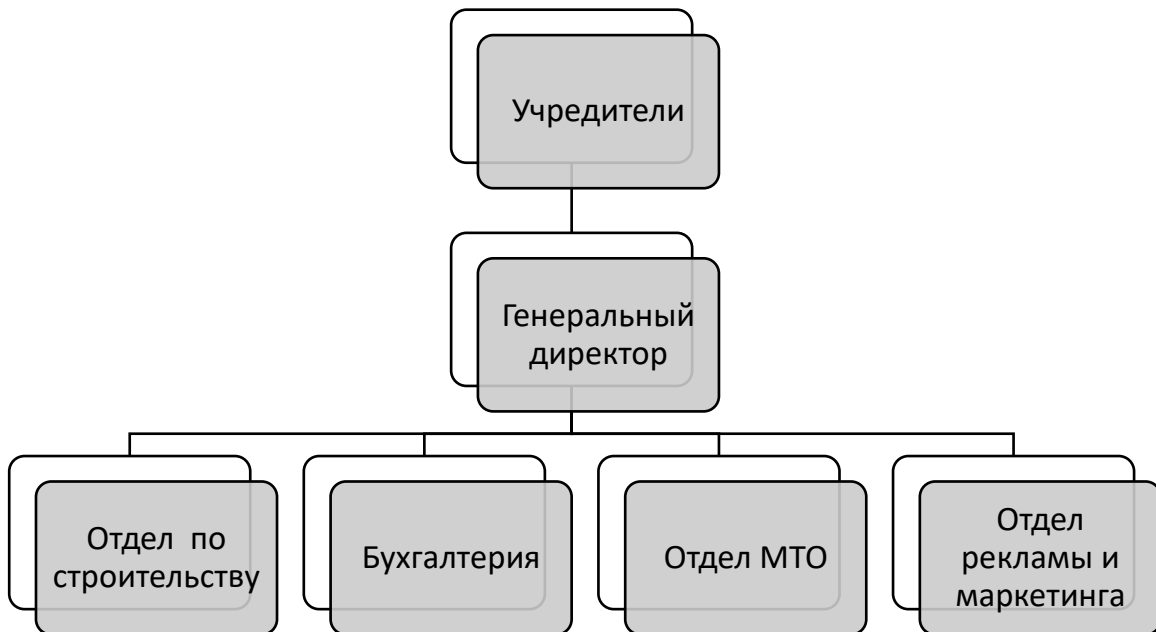 Учредители
Генеральный
директор
Отдел по
строительству
Бухгалтерия
Отдел МТО
Отдел
рекламы и
маркетинга